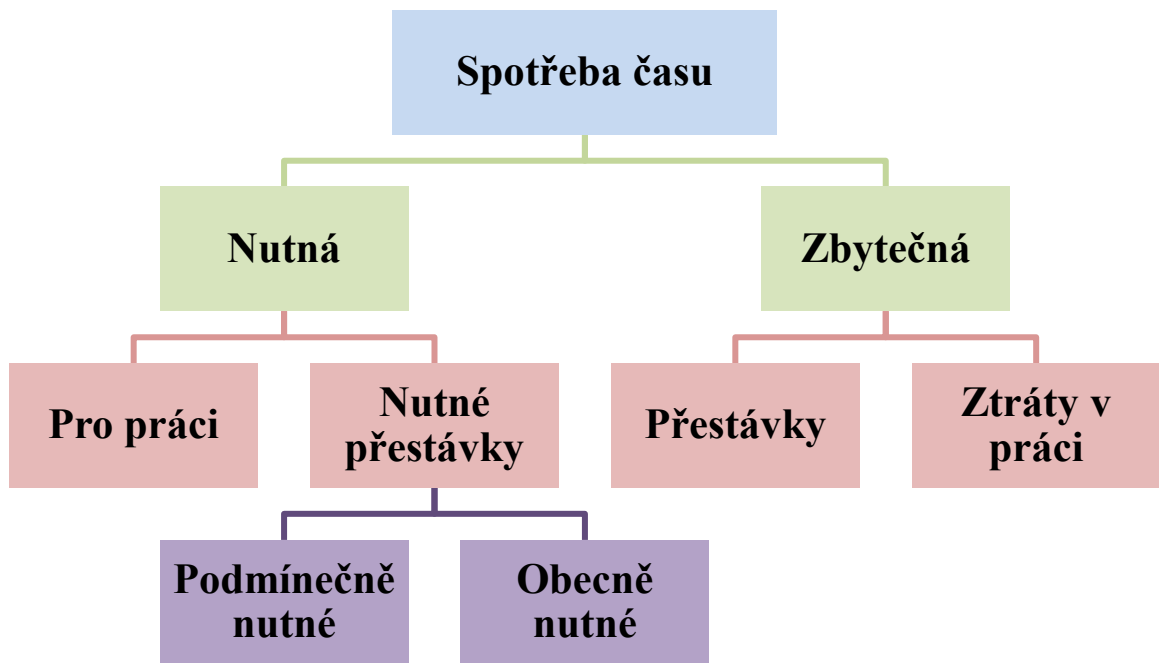 Spotřeba času
Nutná
Zbytečná
Pro práci
Nutné
přestávky
Přestávky
Ztráty v
práci
Podmínečně
nutné
Obecně
nutné